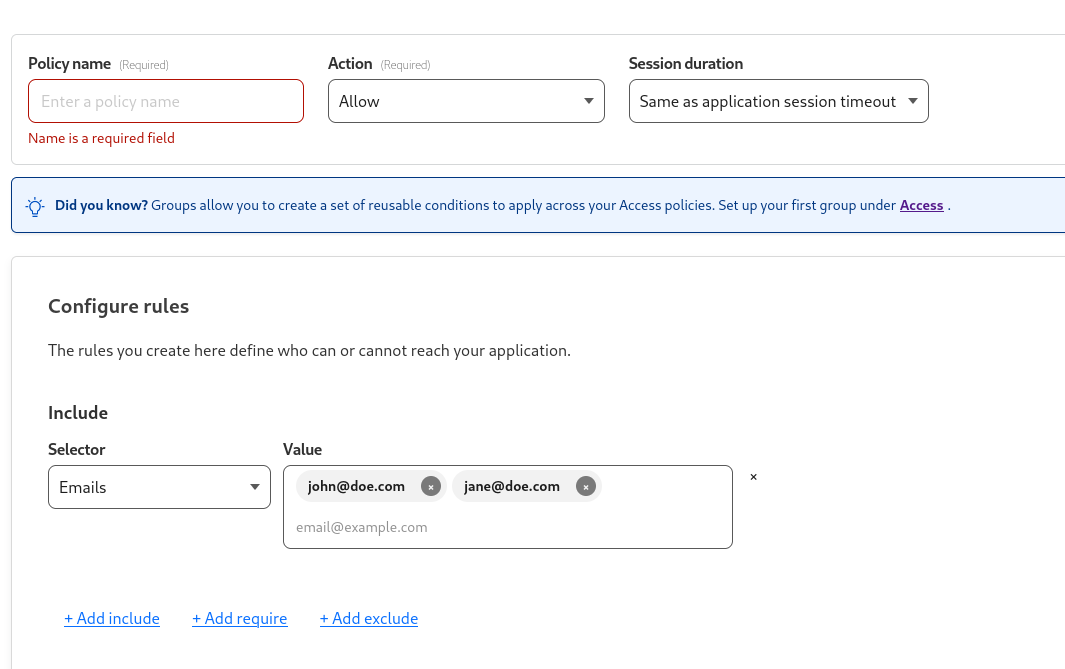 Policy name (Required)
Action (Required)
Session duration
Enter a policy name
Allow
Same as application session timeout
Name is a required field
Did you know? Groups allow you to create a set of reusable conditions to apply across your Access policies. Set up your first group under Access .
Configure rules
The rules you create here define who can or cannot reach your application.
Include
Selector
Value
Emails
john@doe.com ×
jane@doe.com ×
×
email@example.com
+ Add include
+ Add require
+ Add exclude